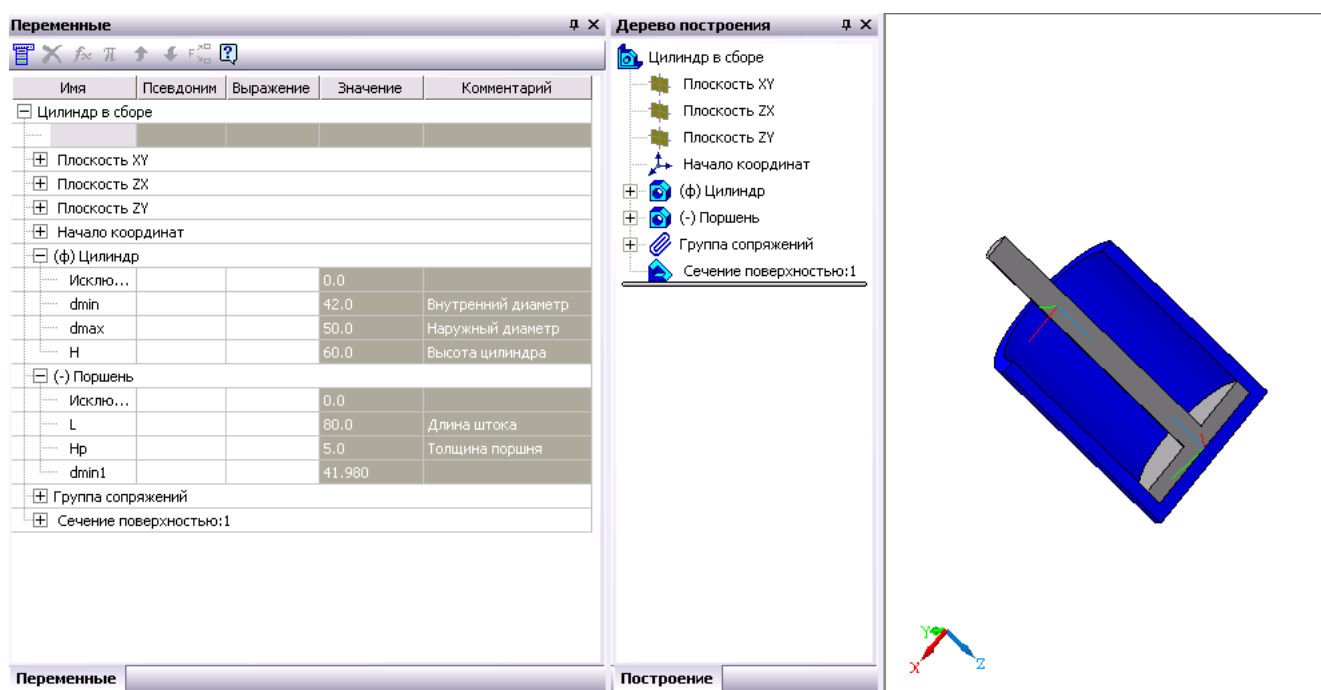 Переменные
Имя Псевдоним Выражение Значение Комментарий
Цилиндр в сборе
Плоскость XY
Плоскость ZX
Плоскость ZY
Начало координат
(ф) Цилиндр
Исклю... 0.0
dmin 42.0 Внутренний диаметр
dmax 50.0 Наружный диаметр
H 60.0 Высота цилиндра
(-) Поршень
Исклю... 0.0
L 80.0 Длина штока
Hp 5.0 Толщина поршня
dmin1 41.980
Группа сопряжений
Сечение поверхностью:1
Переменные
Дерево построения
Цилиндр в сборе
Плоскость XY
Плоскость ZX
Плоскость ZY
Начало координат
(ф) Цилиндр
(-) Поршень
Группа сопряжений
Сечение поверхностью:1
Построение
Y
X Z